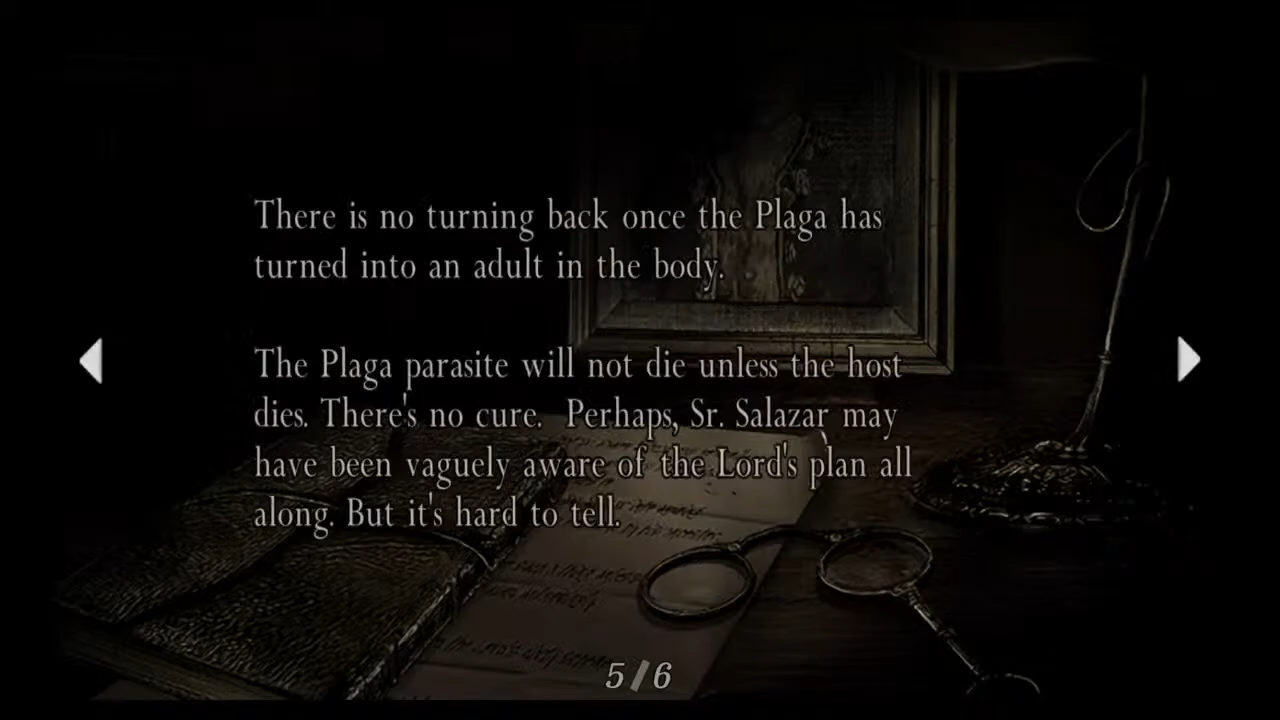 There is no turning back once the Plaga has
turned into an adult in the body.
The Plaga parasite will not die unless the host
dies. There's no cure.  Perhaps, Sr. Salazar may
have been vaguely aware of the Lord's plan all
along. But it's hard to tell.
5/6